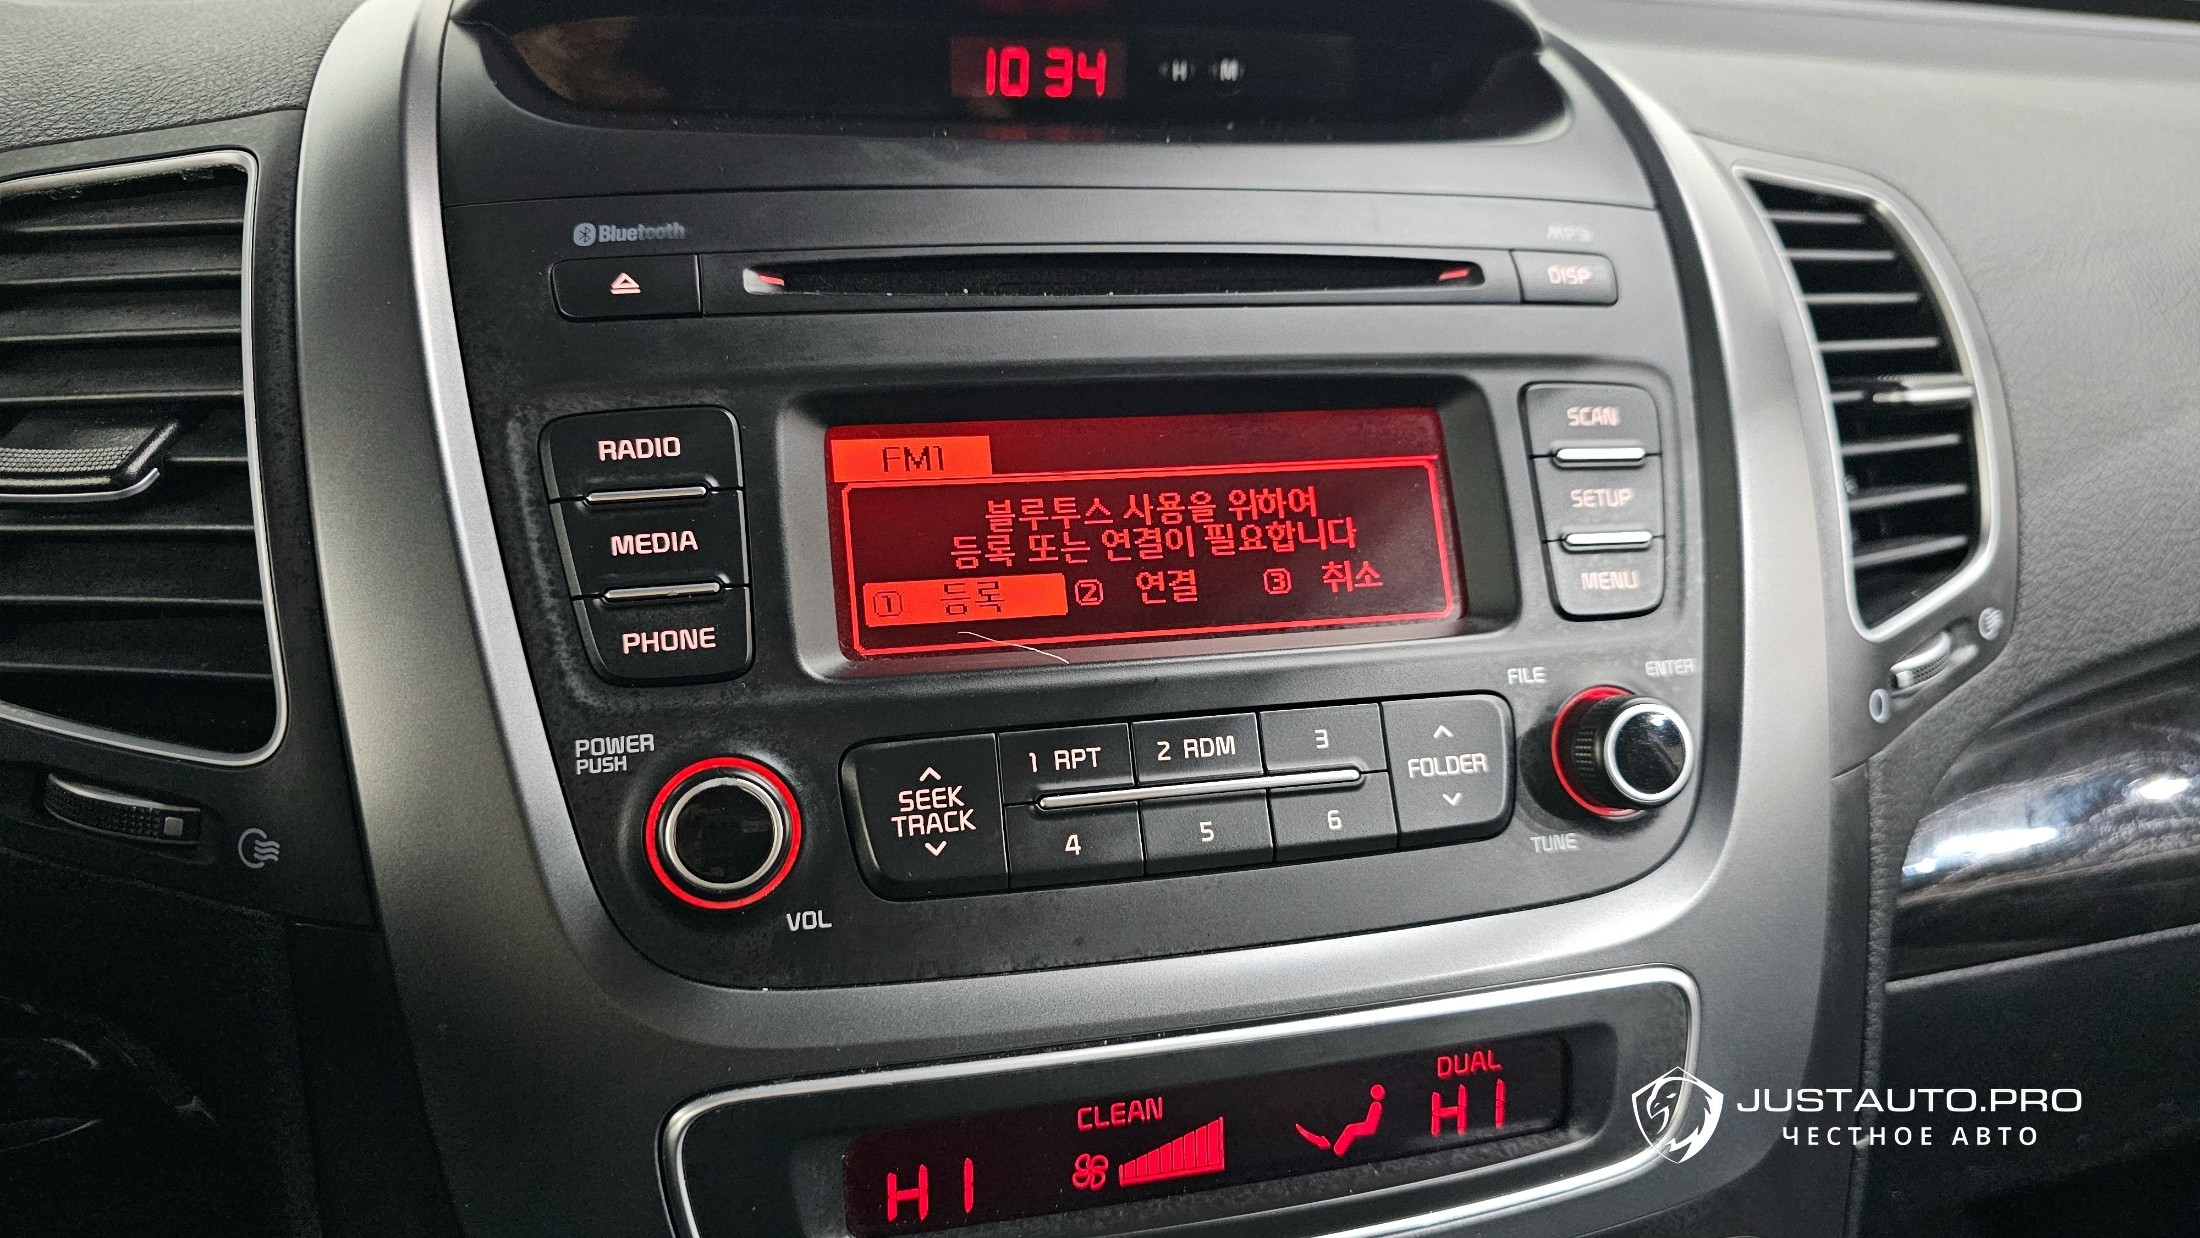 10 34 H M
Bluetooth
MP3
DISP
RADIO
MEDIA
PHONE
FM1
블루투스 사용을 위하여
등록 또는 연결이 필요합니다
① 등록 ② 연결 ③ 취소
SCAN
SETUP
MENU
POWER
PUSH
VOL
SEEK
TRACK
1 RPT
2 RDM
3
4
5
6
FOLDER
FILE
ENTER
TUNE
0
CLEAN
DUAL
HI
HI
JUSTAUTO.PRO
ЧЕСТНОЕ АВТО